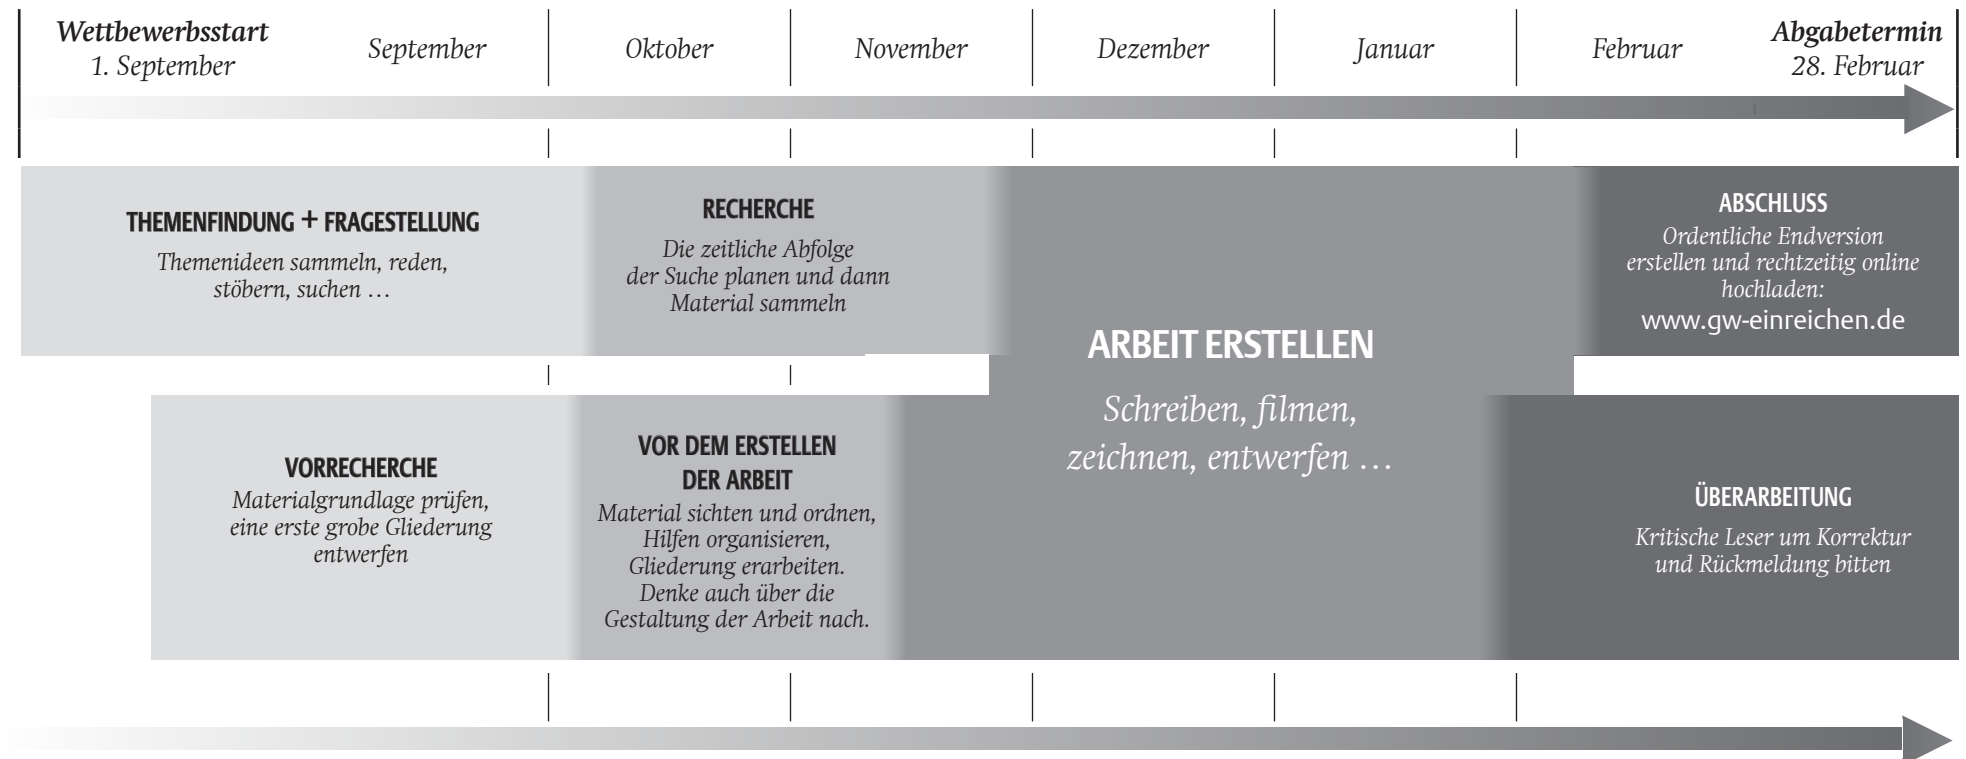 Wettbewerbsstart
1. September
September
Oktober
November
Dezember
Januar
Februar
Abgabetermin
28. Februar
THEMENFINDUNG + FRAGESTELLUNG
Themenideen sammeln, reden,
stöbern, suchen …
RECHERCHE
Die zeitliche Abfolge
der Suche planen und dann
Material sammeln
ABSCHLUSS
Ordentliche Endversion
erstellen und rechtzeitig online
hochladen:
www.gw-einreichen.de
ARBEIT ERSTELLEN
Schreiben, filmen,
zeichnen, entwerfen …
VORRECHERCHE
Materialgrundlage prüfen,
eine erste grobe Gliederung
entwerfen
VOR DEM ERSTELLEN
DER ARBEIT
Material sichten und ordnen,
Hilfen organisieren,
Gliederung erarbeiten.
Denke auch über die
Gestaltung der Arbeit nach.
ÜBERARBEITUNG
Kritische Leser um Korrektur
und Rückmeldung bitten